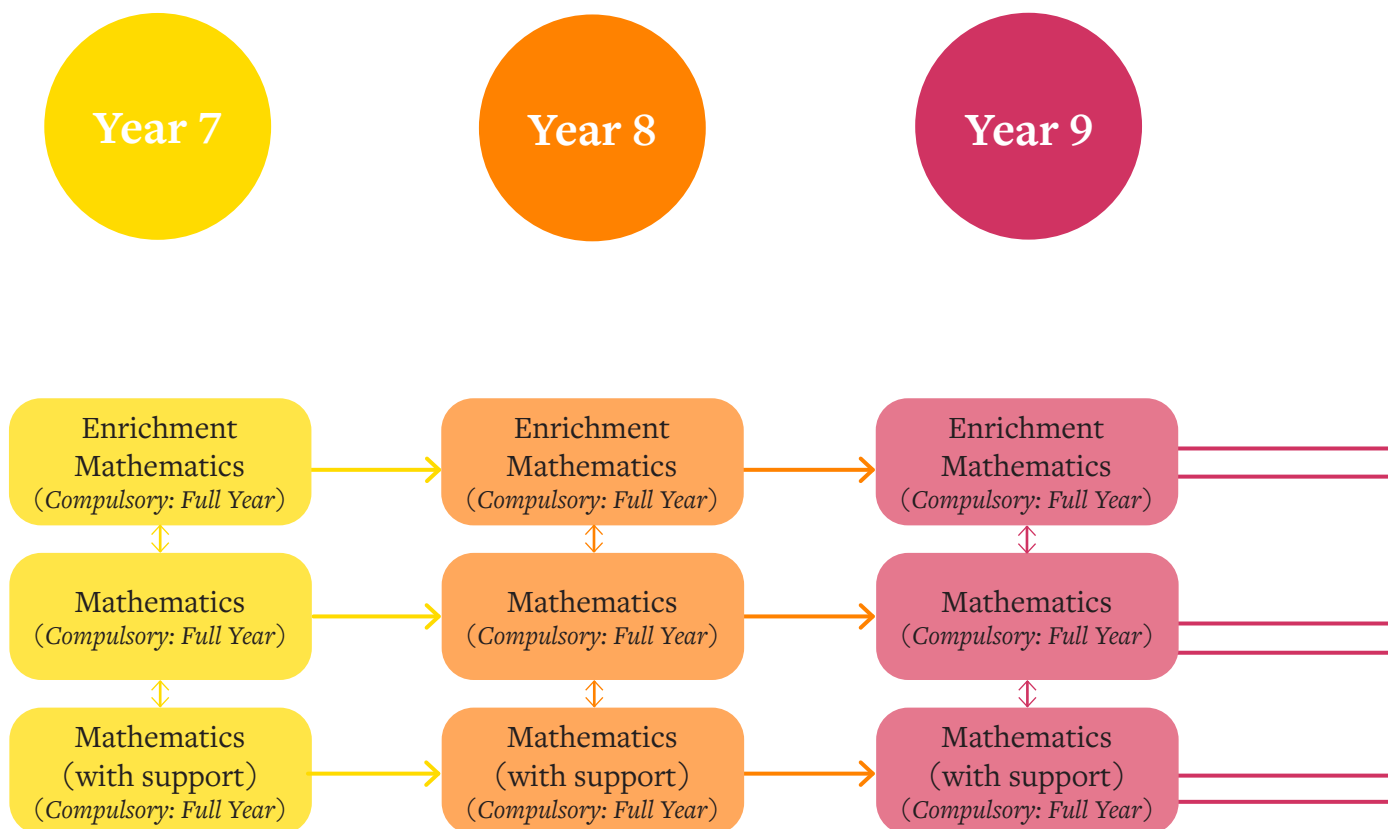 Year 7
Year 8
Year 9
Enrichment
Mathematics
(Compulsory: Full Year)
Enrichment
Mathematics
(Compulsory: Full Year)
Enrichment
Mathematics
(Compulsory: Full Year)
Mathematics
(Compulsory: Full Year)
Mathematics
(Compulsory: Full Year)
Mathematics
(Compulsory: Full Year)
Mathematics
(with support)
(Compulsory: Full Year)
Mathematics
(with support)
(Compulsory: Full Year)
Mathematics
(with support)
(Compulsory: Full Year)